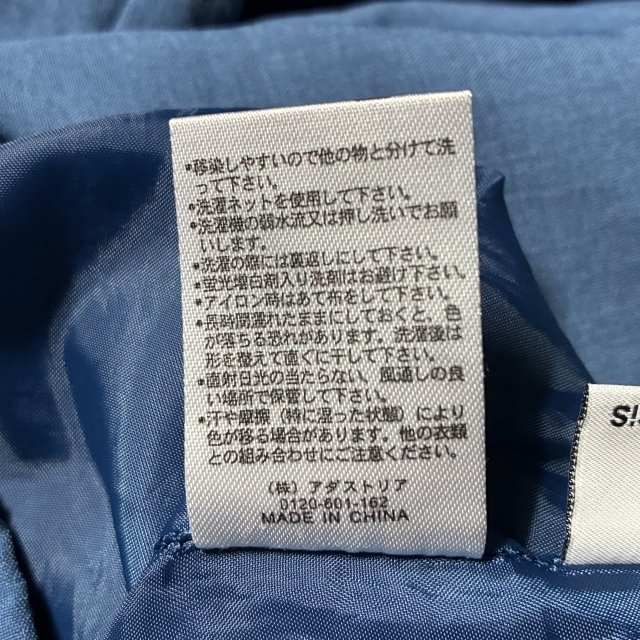 •移染しやすいので他の物と分けて洗
って下さい。
•洗濯ネットを使用して下さい。
•洗濯機の弱水流又は押し洗いでお願
いします。
•洗濯の際には裏返しにして下さい。
•蛍光増白剤入り洗剤はお避け下さい。
•アイロン時はあて布をして下さい。
•長時間濡れたままにしておくと、色
が落ちる恐れがあります。洗濯後は
形を整えて直ぐに干して下さい。
•直射日光の当たらない、風通しの良
い場所で保管して下さい。
•汗や摩擦（特に湿った状態）により
色が移る場合があります。他の衣類
との組み合わせにご注意ください。
（株）アダストリア
0120-601-162
MADE IN CHINA